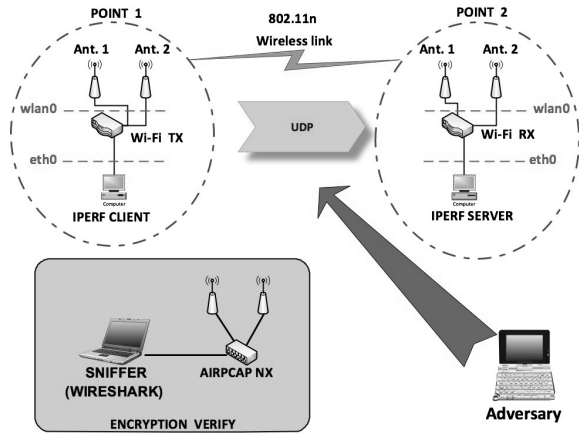 POINT 1
802.11n
Wireless link
POINT 2
Ant. 1 Ant. 2
Ant. 1 Ant. 2
wlan0
wlan0
Wi-Fi TX
UDP
Wi-Fi RX
eth0
eth0
Computer
Computer
IPERF CLIENT
IPERF SERVER
SNIFFER
(WIRESHARK)
AIRPCAP NX
ENCRYPTION VERIFY
Adversary